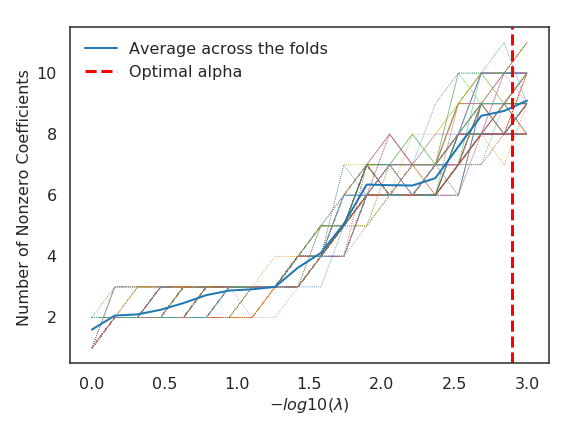 Average across the folds
Optimal alpha
Number of Nonzero Coefficients
10
8
6
4
2
0.0 0.5 1.0 1.5 2.0 2.5 3.0
−log10(λ)